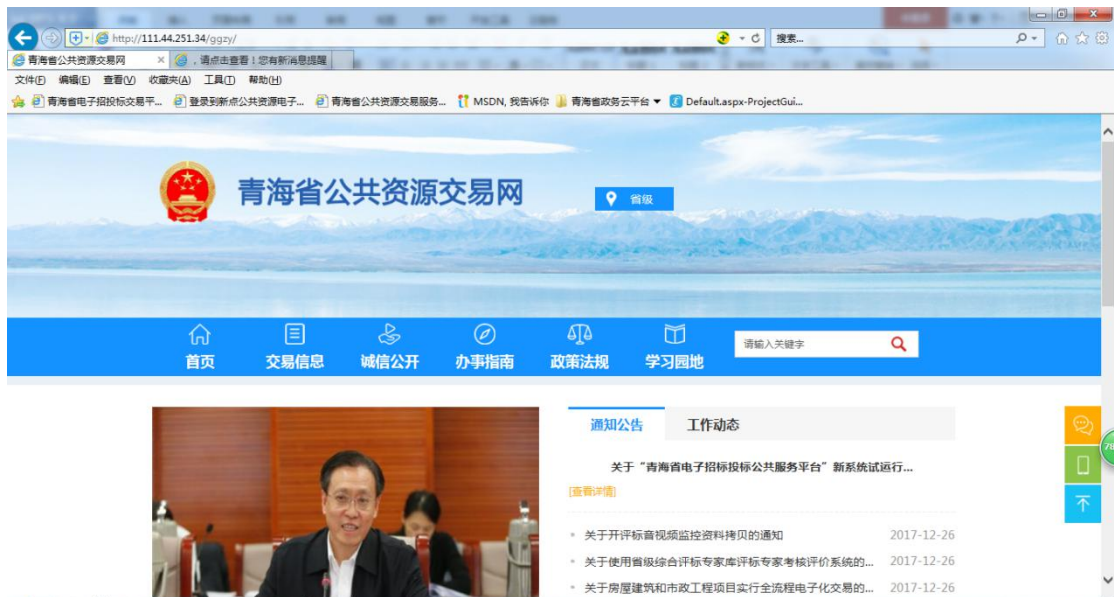 http://111.44.251.34/ggzy/
搜索...
青海省公共资源交易网
，请点击查看！您有新消息提醒
文件(F) 编辑(E) 查看(V) 收藏夹(A) 工具(T) 帮助(H)
青海省电子招投标交易平... 登录到新点公共资源电子... 青海省公共资源交易服务... MSDN, 我告诉你 青海省政务云平台 Default.aspx-ProjectGui...
青海省公共资源交易网
省级
首页 交易信息 诚信公开 办事指南 政策法规 学习园地
请输入关键字
通知公告 工作动态
关于“青海省电子招标投标公共服务平台”新系统试运行...
[查看详情]
关于开评标音视频监控资料拷贝的通知 2017-12-26
关于使用省级综合评标专家库评标专家考核评价系统的... 2017-12-26
关于房屋建筑和市政工程项目实行全流程电子化交易的... 2017-12-26
78